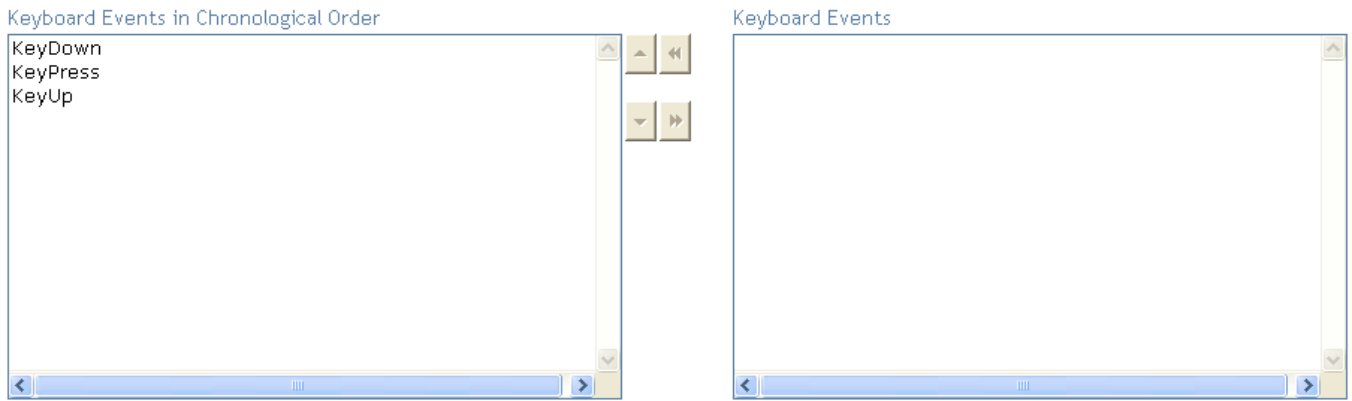 Keyboard Events in Chronological Order
Keyboard Events
KeyDown
KeyPress
KeyUp